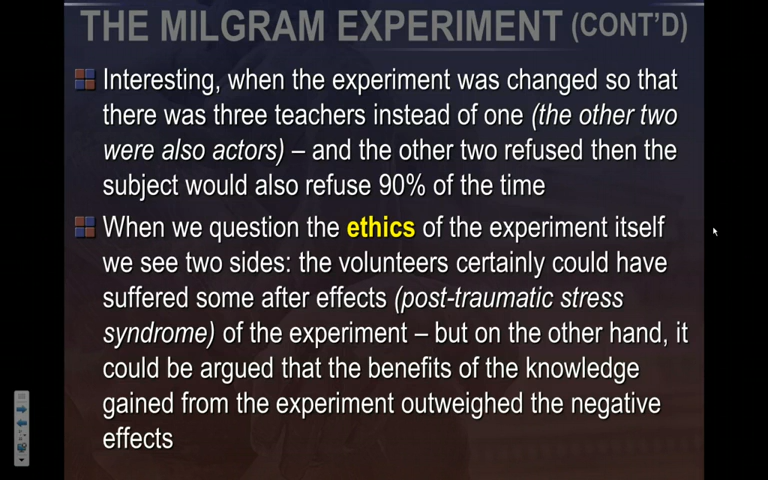 THE MILGRAM EXPERIMENT (CONT'D)
Interesting, when the experiment was changed so that
there was three teachers instead of one (the other two
were also actors) – and the other two refused then the
subject would also refuse 90% of the time
When we question the ethics of the experiment itself
we see two sides: the volunteers certainly could have
suffered some after effects (post-traumatic stress
syndrome) of the experiment – but on the other hand, it
could be argued that the benefits of the knowledge
gained from the experiment outweighed the negative
effects